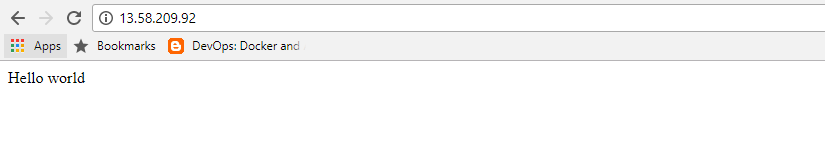 13.58.209.92
Apps Bookmarks DevOps: Docker and
Hello world